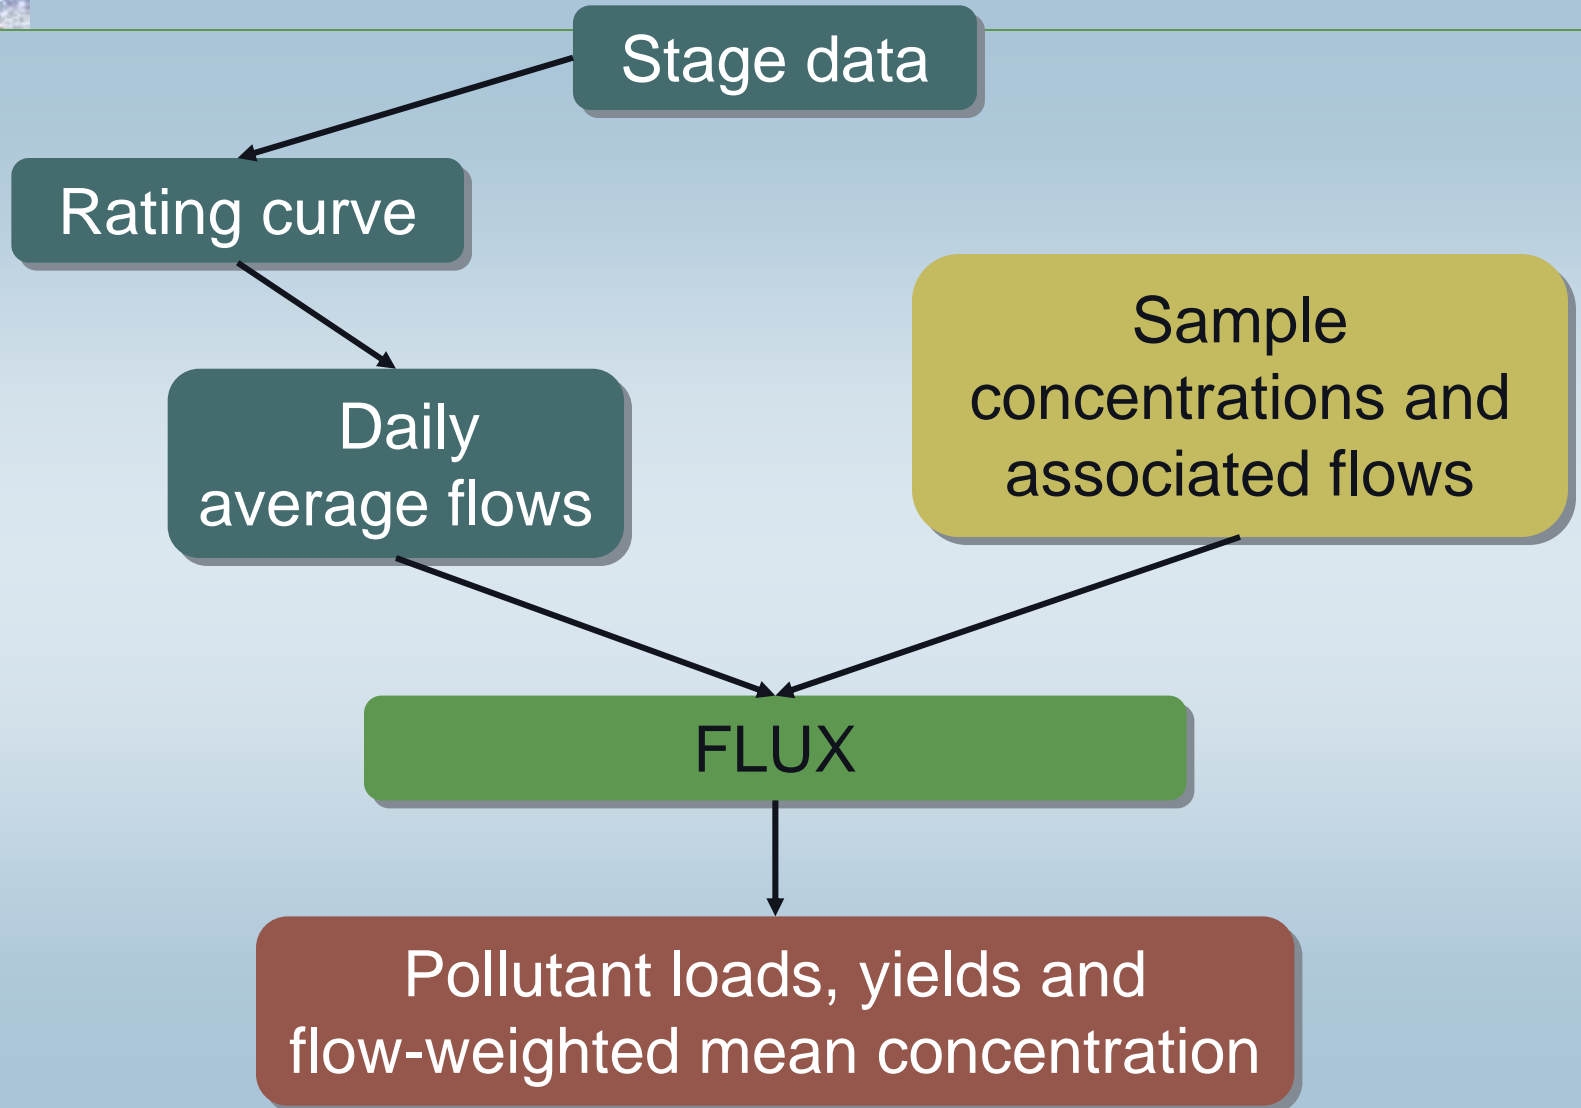 Stage data
Rating curve
Daily
average flows
Sample
concentrations and
associated flows
FLUX
Pollutant loads, yields and
flow-weighted mean concentration